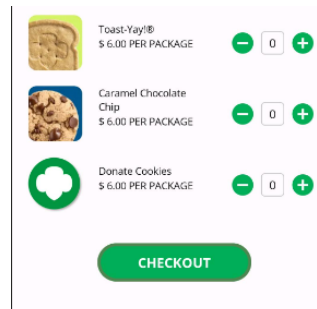 Toast-Yay!®
$ 6.00 PER PACKAGE
0
Caramel Chocolate
Chip
$ 6.00 PER PACKAGE
0
Donate Cookies
$ 6.00 PER PACKAGE
0
CHECKOUT